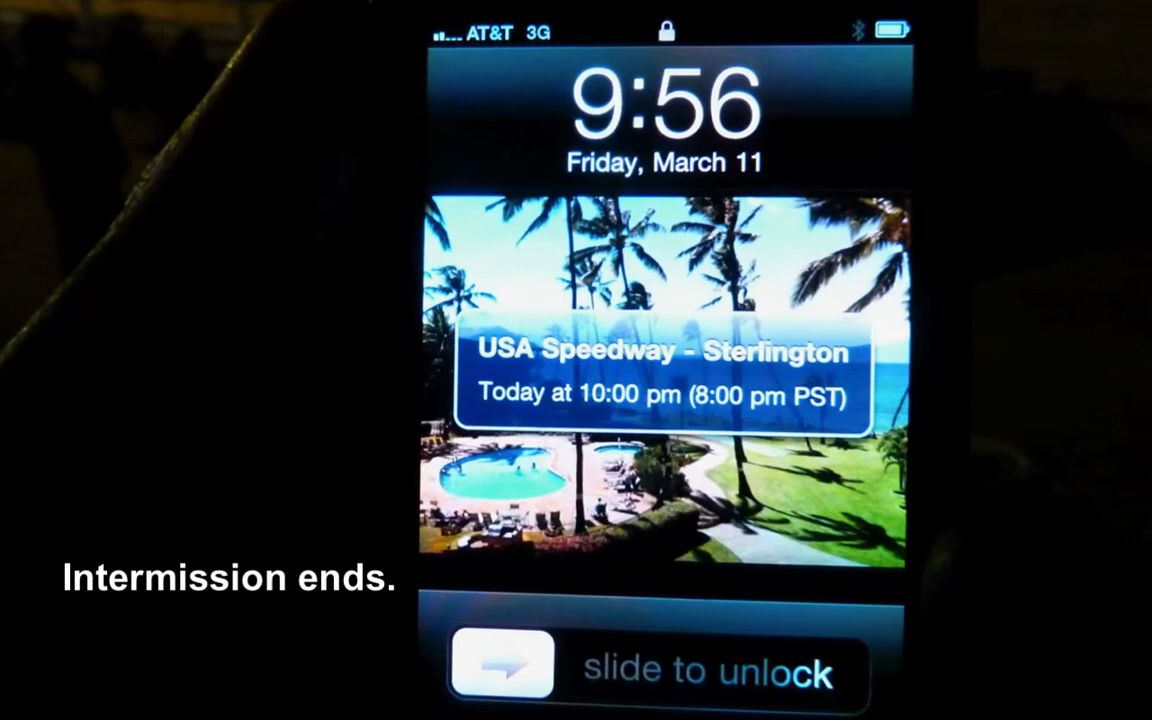 AT&T 3G
9:56
Friday, March 11
USA Speedway - Sterlington
Today at 10:00 pm (8:00 pm PST)
Intermission ends.
slide to unlock